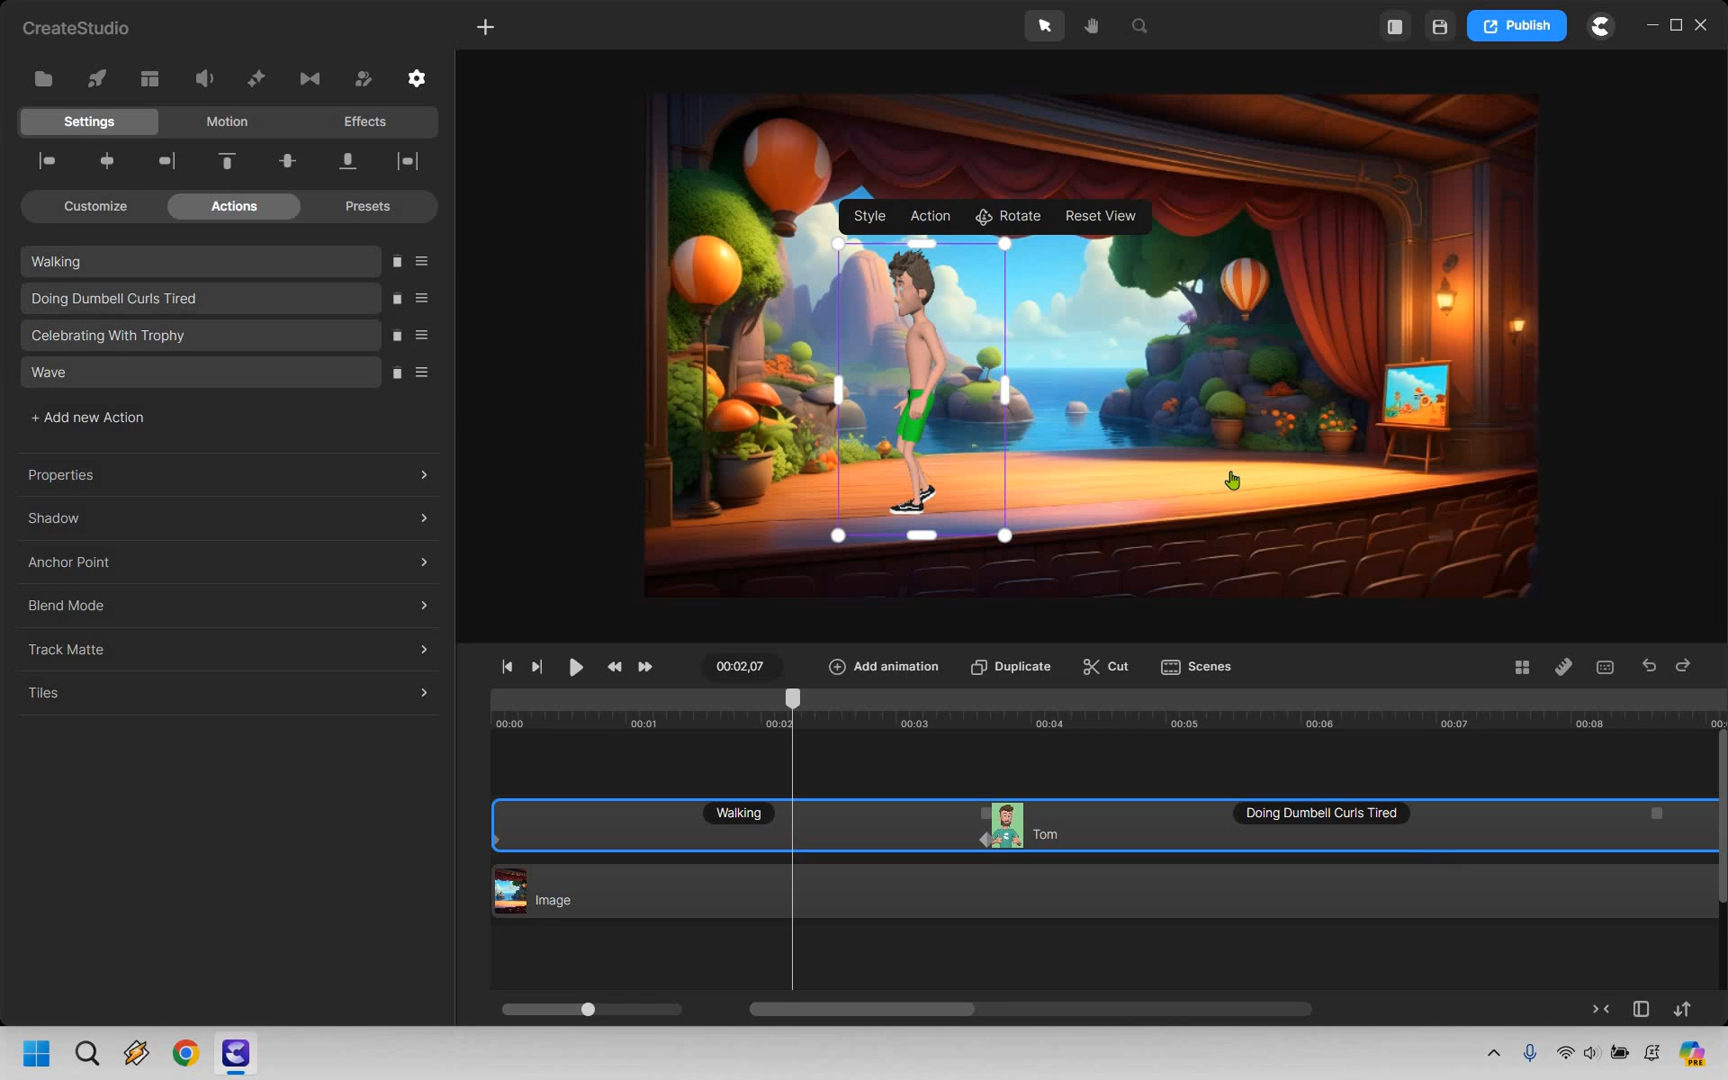 CreateStudio
Publish
Settings
Motion
Effects
Customize
Actions
Presets
Walking
Doing Dumbell Curls Tired
Celebrating With Trophy
Wave
+ Add new Action
Properties
Shadow
Anchor Point
Blend Mode
Track Matte
Tiles
Style
Action
Rotate
Reset View
00:02,07
Add animation
Duplicate
Cut
Scenes
00:00
00:01
00:02
00:03
00:04
00:05
00:06
00:07
00:08
Walking
Tom
Doing Dumbell Curls Tired
Image
PRE